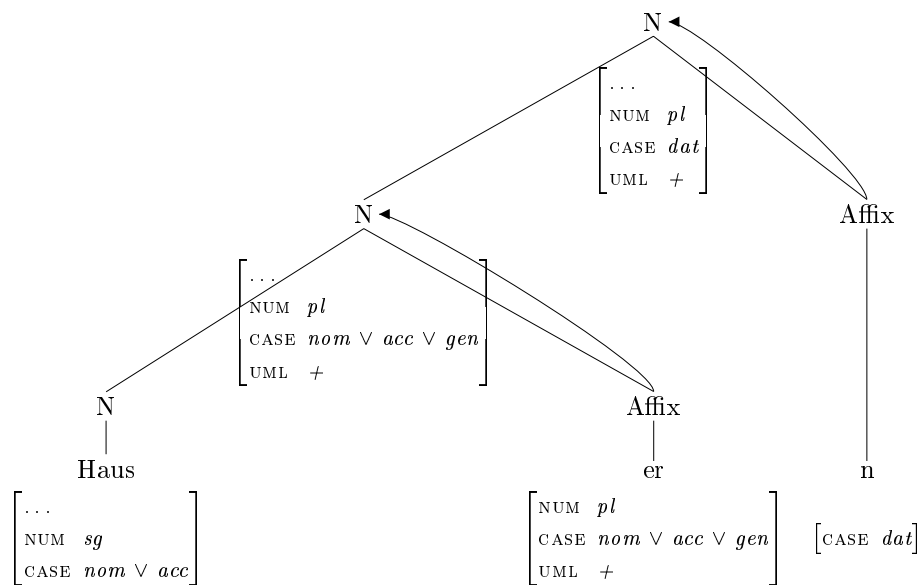 N
...
NUM pl
CASE dat
UML +
N
Affix
...
NUM pl
CASE nom ∨ acc ∨ gen
UML +
N
Affix
Haus
er
n
...
NUM sg
CASE nom ∨ acc
NUM pl
CASE nom ∨ acc ∨ gen
UML +
CASE dat